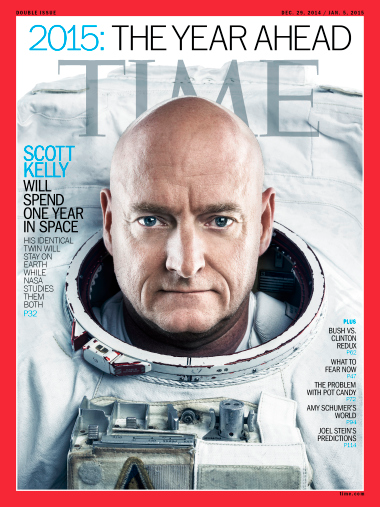 DOUBLE ISSUE
DEC. 29, 2014 / JAN. 5, 2015
2015: THE YEAR AHEAD
TIME
SCOTT
KELLY
WILL
SPEND
ONE YEAR
IN SPACE
HIS IDENTICAL
TWIN WILL
STAY ON
EARTH
WHILE
NASA
STUDIES
THEM
BOTH
P32
PLUS
BUSH VS.
CLINTON
REDUX
P62
WHAT TO
FEAR NOW
P47
THE PROBLEM
WITH POT CANDY
AMY SCHUMER'S
WORLD
P94
JOEL STEIN'S
PREDICTIONS
P114
time.com